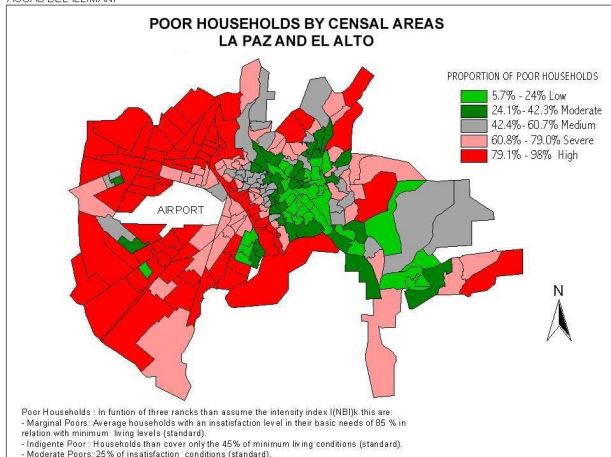 POOR HOUSEHOLDS BY CENSAL AREAS
LA PAZ AND EL ALTO
PROPORTION OF POOR HOUSEHOLDS
5.7% - 24% Low
24.1% - 42.3% Moderate
42.4% - 60.7% Medium
60.8% - 79.0% Severe
79.1% - 98% High
AIRPORT
N
Poor Households : In funtion of three rancks than assume the intensity index I(NBI)k this are:
- Marginal Poors: Average households with an insatisfaction level in their basic needs of 85 % in
relation with minimum living levels (standard).
- Indigente Poor : Households than cover only the 45% of minimum living conditions (standard).
- Moderate Poors: 25% of insatisfaction conditions (standard).